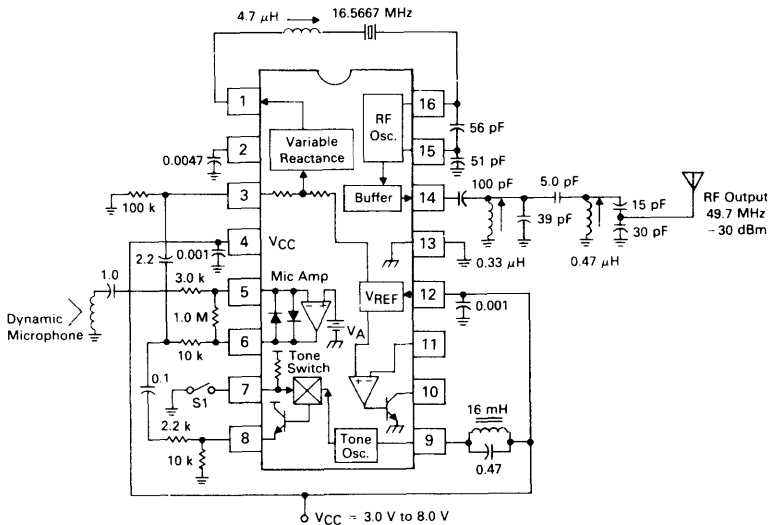 4.7 μH
16.5667 MHz
1
16
RF
Osc.
56 pF
2
Variable
Reactance
15
51 pF
0.0047
3
Buffer
14
100 pF
5.0 pF
15 pF
RF Output
49.7 MHz
−30 dBm
100 k
39 pF
30 pF
4
VCC
13
0.001
0.33 μH
0.47 μH
2.2
Mic Amp
1.0
3.0 k
5
VREF
12
0.001
Dynamic
Microphone
1.0 M
+ −
VA
10 k
6
11
Tone
Switch
0.1
+ −
S1
7
10
16 mH
2.2 k
8
Tone
Osc.
9
10 k
0.47
VCC = 3.0 V to 8.0 V